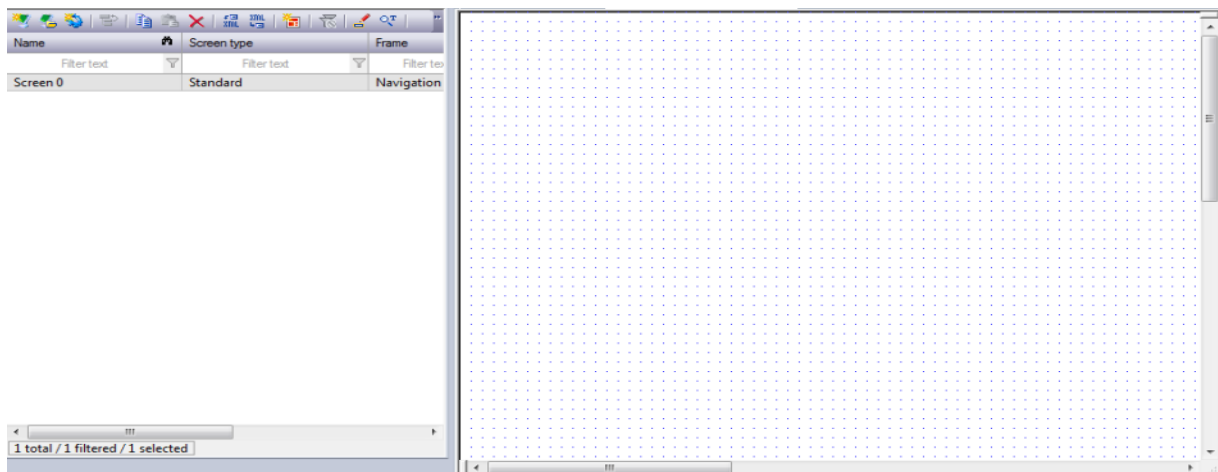 Name Screen type Frame
Filter text Filter text Filter tex
Screen 0 Standard Navigation
1 total / 1 filtered / 1 selected